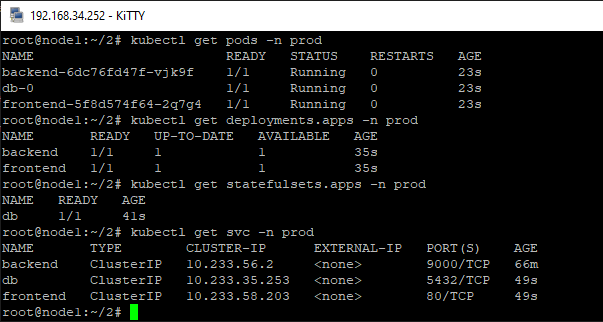 192.168.34.252 - KiTTY
root@node1:~/2# kubectl get pods -n prod
NAME READY STATUS RESTARTS AGE
backend-6dc76fd47f-vjk9f 1/1 Running 0 23s
db-0 1/1 Running 0 23s
frontend-5f8d574f64-2q7g4 1/1 Running 0 23s
root@node1:~/2# kubectl get deployments.apps -n prod
NAME READY UP-TO-DATE AVAILABLE AGE
backend 1/1 1 1 35s
frontend 1/1 1 1 35s
root@node1:~/2# kubectl get statefulsets.apps -n prod
NAME READY AGE
db 1/1 41s
root@node1:~/2# kubectl get svc -n prod
NAME TYPE CLUSTER-IP EXTERNAL-IP PORT(S) AGE
backend ClusterIP 10.233.56.2 <none> 9000/TCP 66m
db ClusterIP 10.233.35.253 <none> 5432/TCP 49s
frontend ClusterIP 10.233.58.203 <none> 80/TCP 49s
root@node1:~/2#